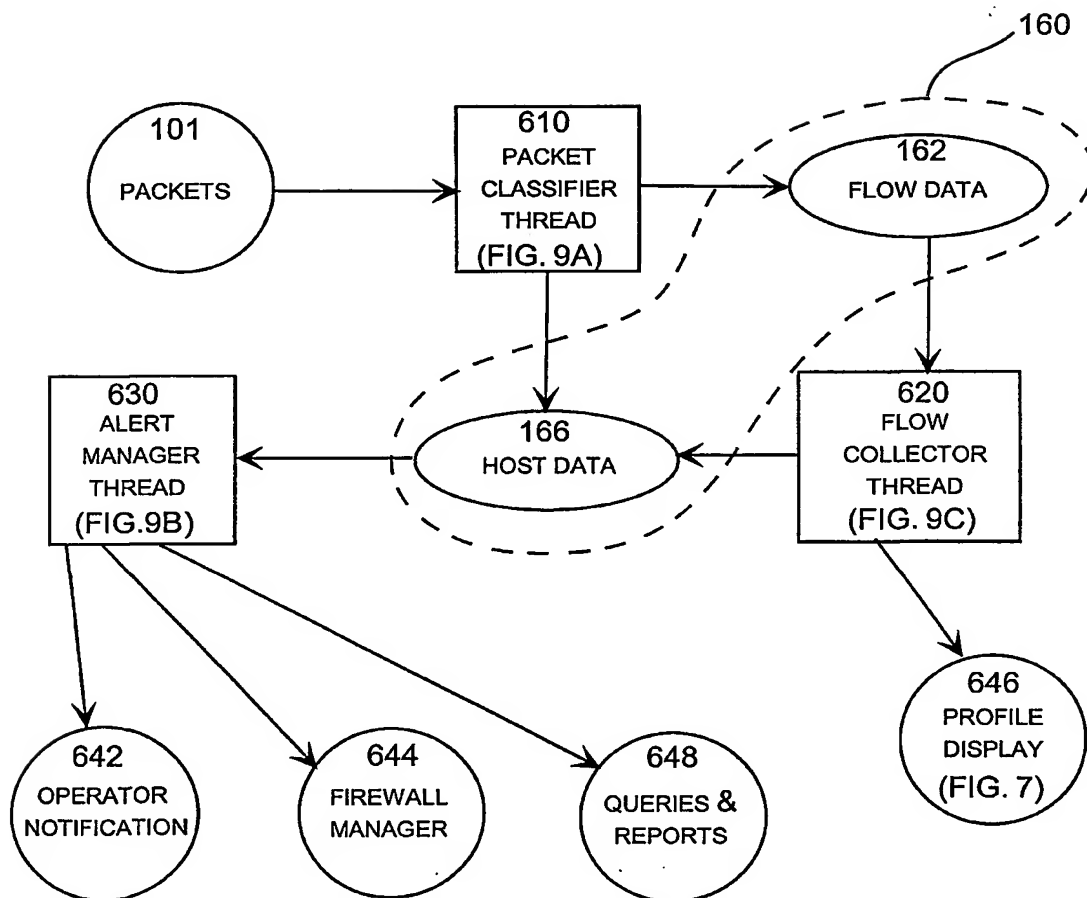 160
101
PACKETS
610
PACKET
CLASSIFIER
THREAD
(FIG. 9A)
162
FLOW DATA
630
ALERT
MANAGER
THREAD
(FIG.9B)
166
HOST DATA
620
FLOW
COLLECTOR
THREAD
(FIG. 9C)
642
OPERATOR
NOTIFICATION
644
FIREWALL
MANAGER
648
QUERIES &
REPORTS
646
PROFILE
DISPLAY
(FIG. 7)